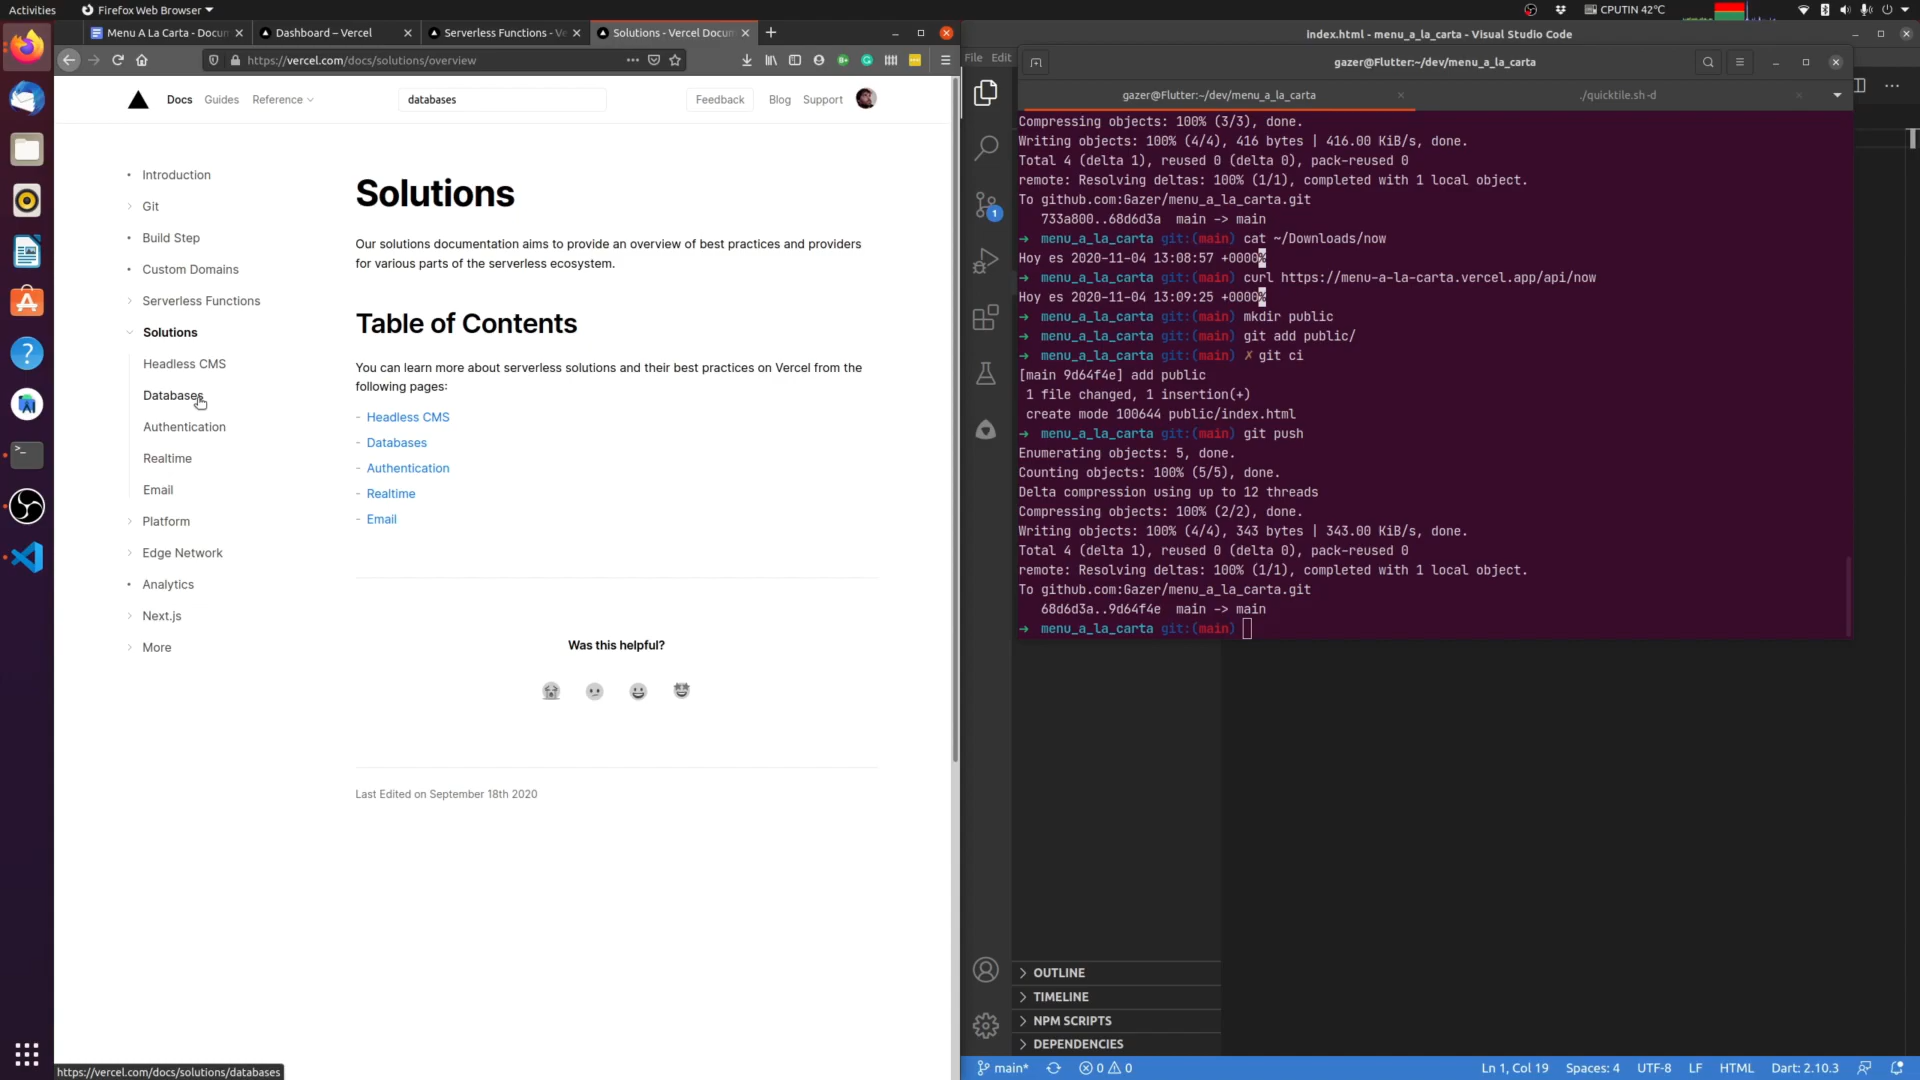 Activities
Firefox Web Browser
CPUTIN 42°C
Menu A La Carta - Docum
Dashboard – Vercel
Serverless Functions - Ve
Solutions - Vercel Docum
https://vercel.com/docs/solutions/overview
Docs
Guides
Reference
databases
Feedback
Blog
Support
Introduction
Git
Build Step
Custom Domains
Serverless Functions
Solutions
Headless CMS
Databases
Authentication
Realtime
Email
Platform
Edge Network
Analytics
Next.js
More
Solutions
Our solutions documentation aims to provide an overview of best practices and providers
for various parts of the serverless ecosystem.
Table of Contents
You can learn more about serverless solutions and their best practices on Vercel from the
following pages:
- Headless CMS
- Databases
- Authentication
- Realtime
- Email
Was this helpful?
Last Edited on September 18th 2020
https://vercel.com/docs/solutions/databases
index.html - menu_a_la_carta - Visual Studio Code
File Edit
gazer@Flutter:~/dev/menu_a_la_carta
gazer@Flutter:~/dev/menu_a_la_carta
./quicktile.sh -d
Compressing objects: 100% (3/3), done.
Writing objects: 100% (4/4), 416 bytes | 416.00 KiB/s, done.
Total 4 (delta 1), reused 0 (delta 0), pack-reused 0
remote: Resolving deltas: 100% (1/1), completed with 1 local object.
To github.com:Gazer/menu_a_la_carta.git
733a800..68d6d3a main -> main
→ menu_a_la_carta git:(main) cat ~/Downloads/now
Hoy es 2020-11-04 13:08:57 +0000%
→ menu_a_la_carta git:(main) curl https://menu-a-la-carta.vercel.app/api/now
Hoy es 2020-11-04 13:09:25 +0000%
→ menu_a_la_carta git:(main) mkdir public
→ menu_a_la_carta git:(main) git add public/
→ menu_a_la_carta git:(main) ✗ git ci
[main 9d64f4e] add public
1 file changed, 1 insertion(+)
create mode 100644 public/index.html
→ menu_a_la_carta git:(main) git push
Enumerating objects: 5, done.
Counting objects: 100% (5/5), done.
Delta compression using up to 12 threads
Compressing objects: 100% (2/2), done.
Writing objects: 100% (4/4), 343 bytes | 343.00 KiB/s, done.
Total 4 (delta 1), reused 0 (delta 0), pack-reused 0
remote: Resolving deltas: 100% (1/1), completed with 1 local object.
To github.com:Gazer/menu_a_la_carta.git
68d6d3a..9d64f4e main -> main
→ menu_a_la_carta git:(main)
1
OUTLINE
TIMELINE
NPM SCRIPTS
DEPENDENCIES
main*
0 0
Ln 1, Col 19
Spaces: 4
UTF-8
LF
HTML
Dart: 2.10.3